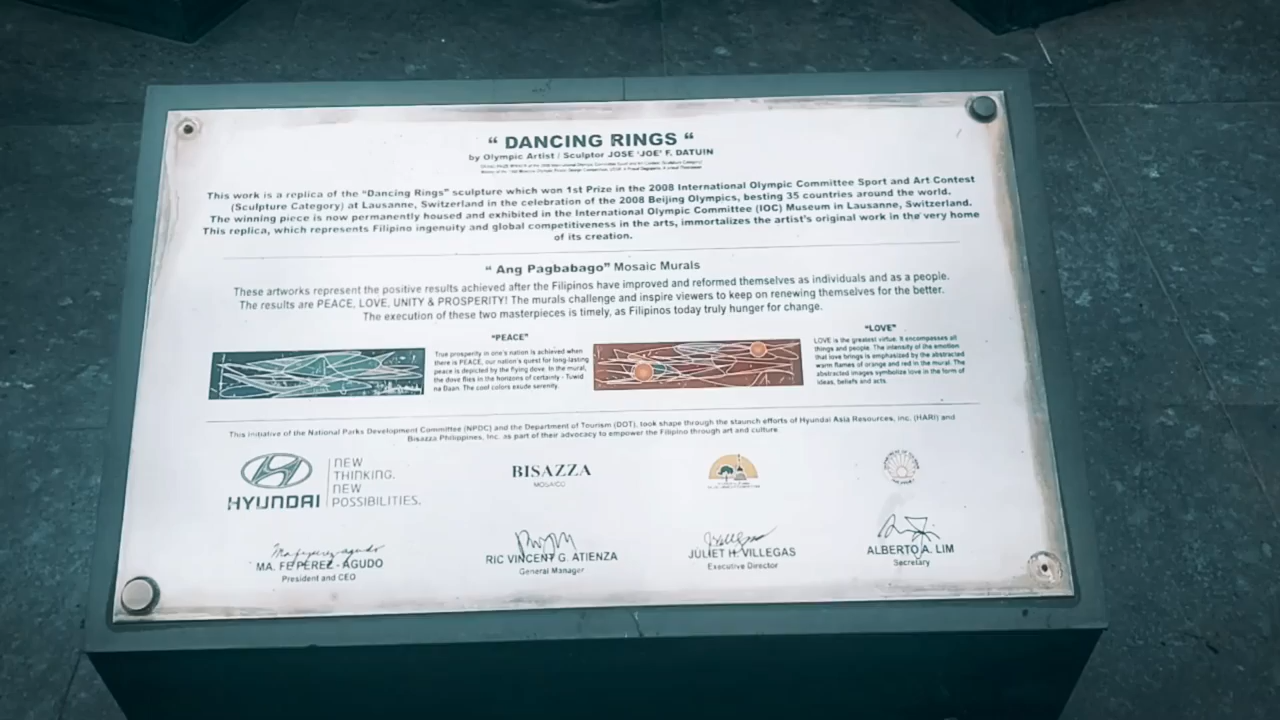 “ DANCING RINGS “
by Olympic Artist / Sculptor JOSE ‘JOE’ F. DATUIN
This work is a replica of the “Dancing Rings” sculpture which won 1st Prize in the 2008 International Olympic Committee Sport and Art Contest
(Sculpture Category) at Lausanne, Switzerland in the celebration of the 2008 Beijing Olympics, besting 35 countries around the world.
The winning piece is now permanently housed and exhibited in the International Olympic Committee (IOC) Museum in Lausanne, Switzerland.
This replica, which represents Filipino ingenuity and global competitiveness in the arts, immortalizes the artist's original work in the very home
of its creation.
“ Ang Pagbabago” Mosaic Murals
These artworks represent the positive results achieved after the Filipinos have improved and reformed themselves as individuals and as a people.
The results are PEACE, LOVE, UNITY & PROSPERITY! The murals challenge and inspire viewers to keep on renewing themselves for the better.
The execution of these two masterpieces is timely, as Filipinos today truly hunger for change.
“PEACE”
True prosperity in one's nation is achieved when
there is PEACE, our nation's quest for long-lasting
peace is depicted by the flying dove. In the mural,
the dove flies in the horizons of certainty - Tuwid
na Daan. The cool colors exude serenity.
“LOVE”
LOVE is the greatest virtue. It encompasses all
things and people. The intensity of the emotion
that love brings is emphasized by the abstracted
warm flames of orange and red in the mural. The
abstracted images symbolize love in the form of
ideas, beliefs and acts.
This initiative of the National Parks Development Committee (NPDC) and the Department of Tourism (DOT), took shape through the staunch efforts of Hyundai Asia Resources, Inc. (HARI) and
Bisazza Philippines, Inc. as part of their advocacy to empower the Filipino through art and culture.
HYUNDAI
NEW
THINKING.
NEW
POSSIBILITIES.
BISAZZA
MOSAICO
MA. FE PEREZ - AGUDO
President and CEO
RIC VINCENT G. ATIENZA
General Manager
JULIET H. VILLEGAS
Executive Director
ALBERTO A. LIM
Secretary